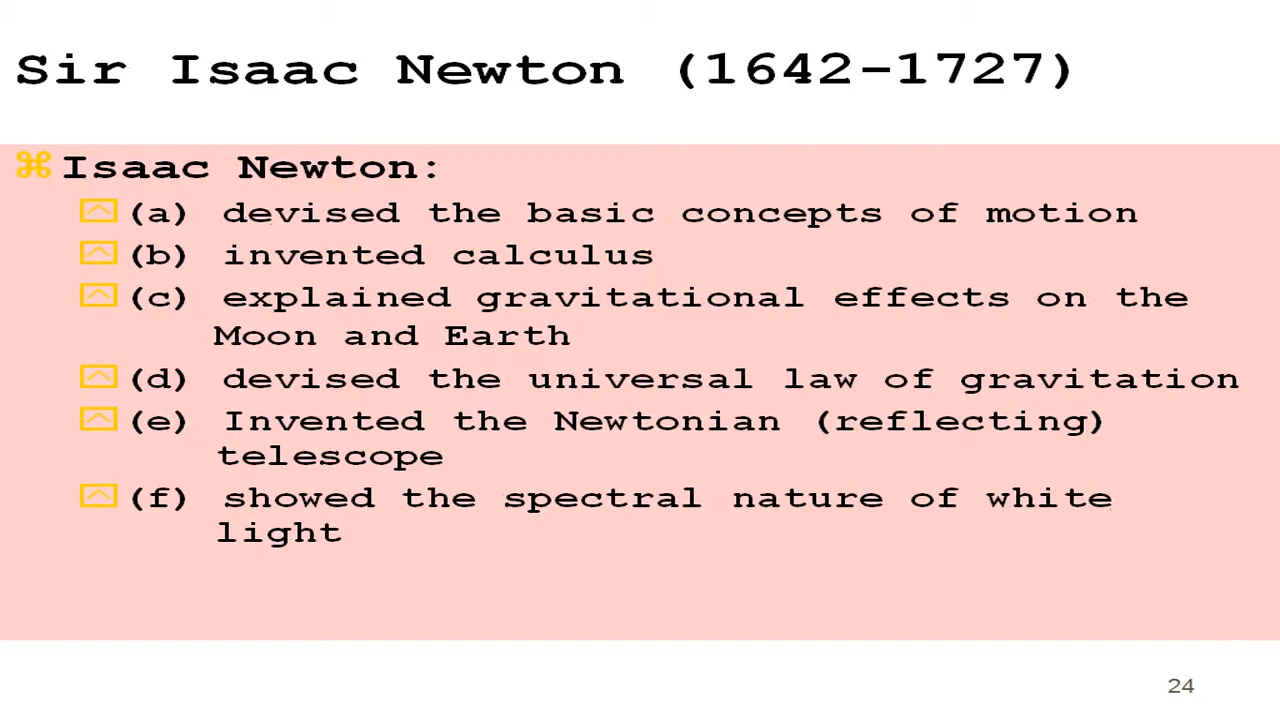 Sir Isaac Newton (1642-1727)
⌘ Isaac Newton:
(a) devised the basic concepts of motion
(b) invented calculus
(c) explained gravitational effects on the
Moon and Earth
(d) devised the universal law of gravitation
(e) Invented the Newtonian (reflecting)
telescope
(f) showed the spectral nature of white
light
24